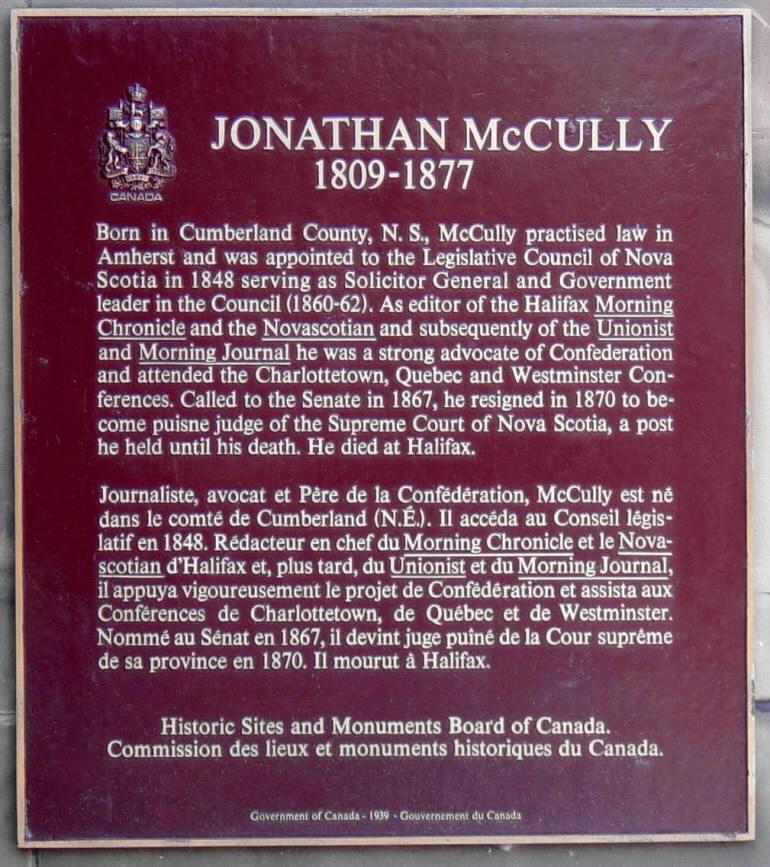 JONATHAN McCULLY
1809-1877
CANADA
Born in Cumberland County, N. S., McCully practised law in
Amherst and was appointed to the Legislative Council of Nova
Scotia in 1848 serving as Solicitor General and Government
leader in the Council (1860-62). As editor of the Halifax Morning
Chronicle and the Novascotian and subsequently of the Unionist
and Morning Journal he was a strong advocate of Confederation
and attended the Charlottetown, Quebec and Westminster Con-
ferences. Called to the Senate in 1867, he resigned in 1870 to be-
come puisne judge of the Supreme Court of Nova Scotia, a post
he held until his death. He died at Halifax.
Journaliste, avocat et Père de la Confédération, McCully est né
dans le comté de Cumberland (N.É.). Il accéda au Conseil légis-
latif en 1848. Rédacteur en chef du Morning Chronicle et le Nova-
scotian d'Halifax et, plus tard, du Unionist et du Morning Journal,
il appuya vigoureusement le projet de Confédération et assista aux
Conférences de Charlottetown, de Québec et de Westminster.
Nommé au Sénat en 1867, il devint juge puîné de la Cour suprême
de sa province en 1870. Il mourut à Halifax.
Historic Sites and Monuments Board of Canada.
Commission des lieux et monuments historiques du Canada.
Government of Canada - 1939 - Gouvernement du Canada